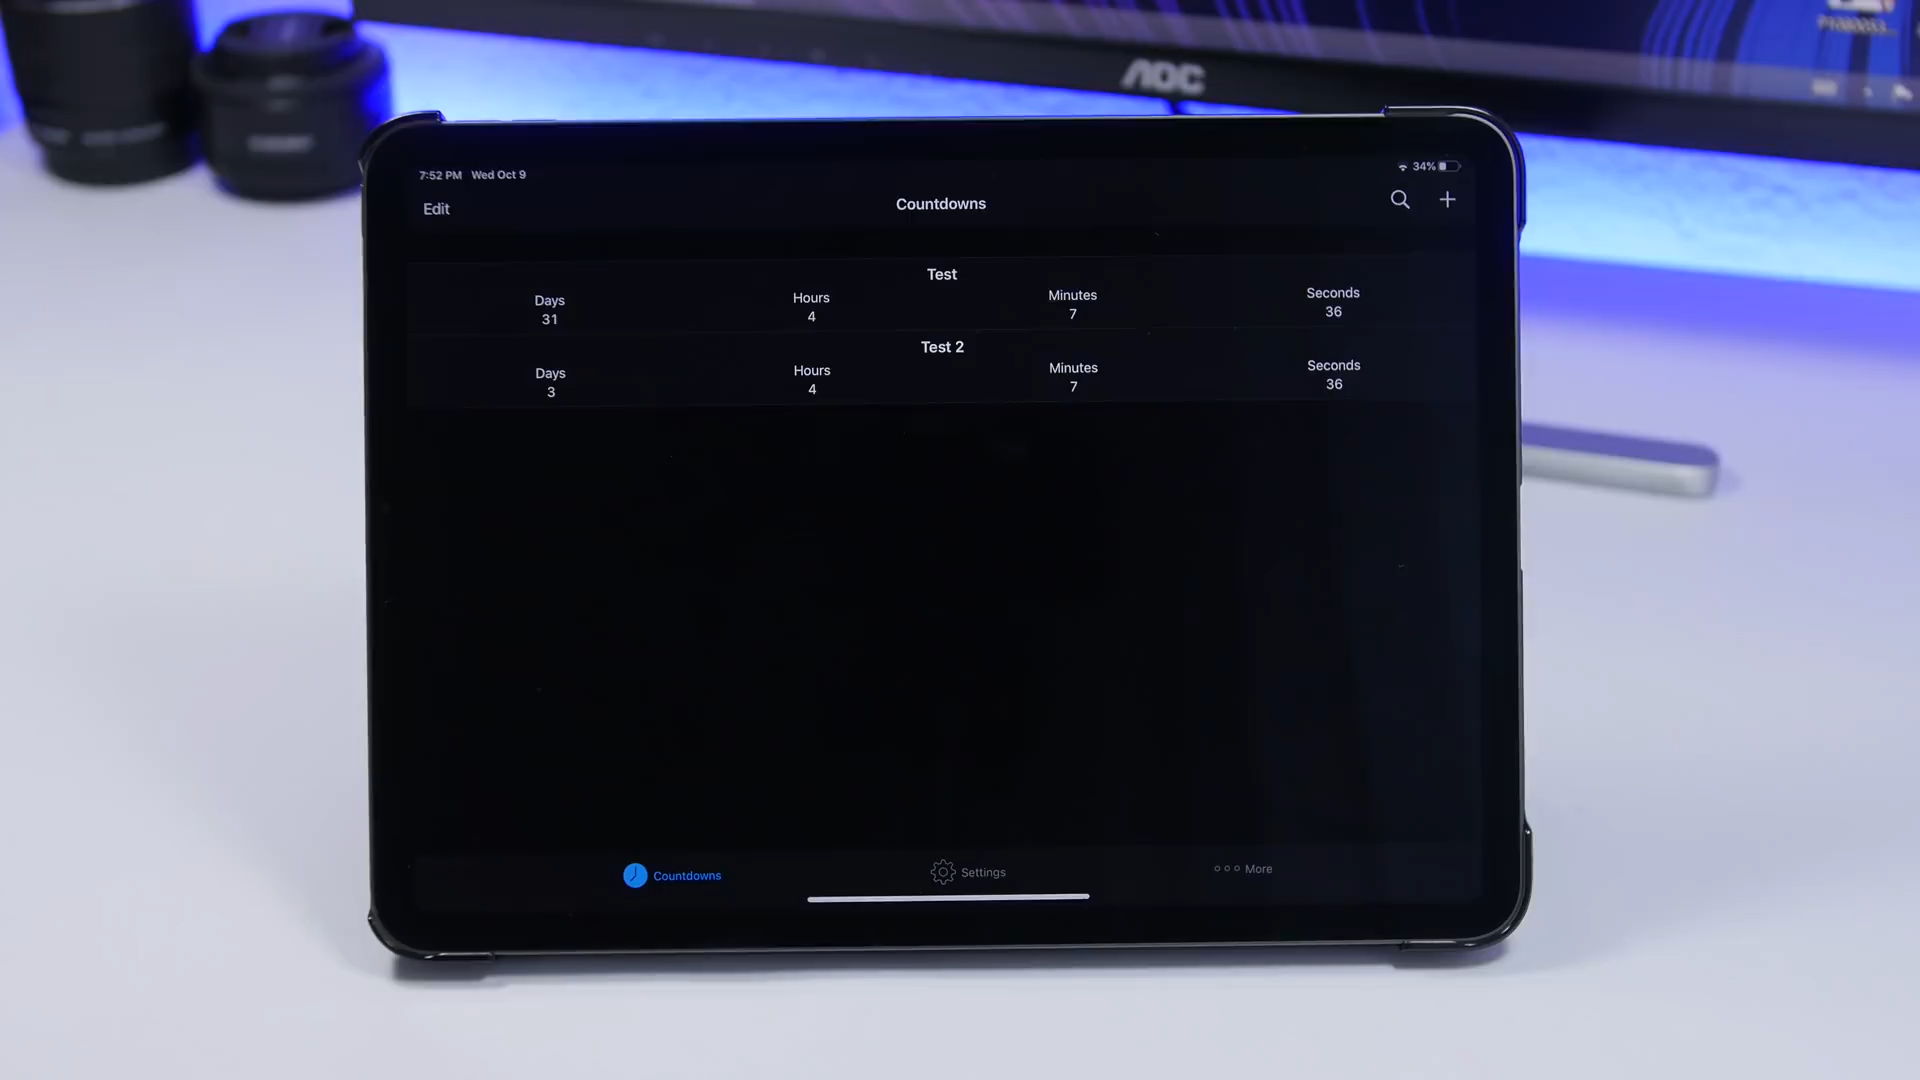 AOC
7:52 PM Wed Oct 9
34%
Edit
Countdowns
Test
Days
Hours
Minutes
Seconds
31
4
7
36
Test 2
Days
Hours
Minutes
Seconds
3
4
7
36
Countdowns
Settings
More